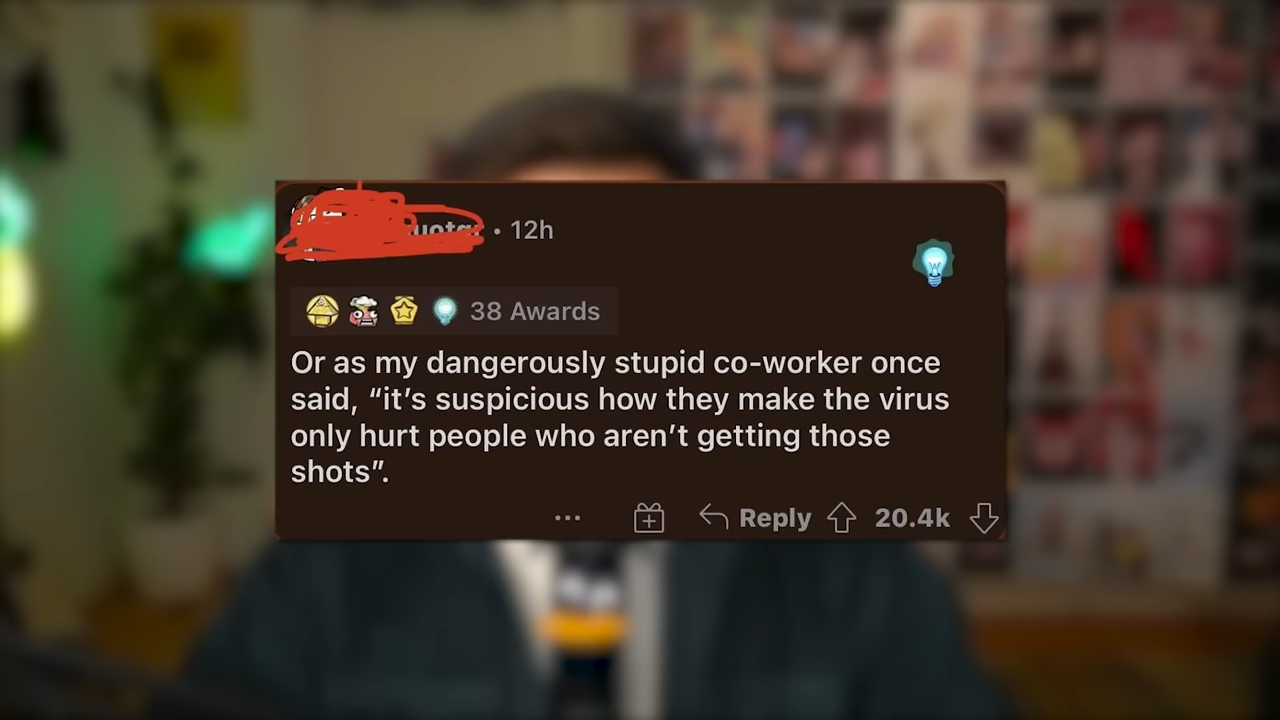 • 12h
38 Awards
Or as my dangerously stupid co-worker once
said, “it’s suspicious how they make the virus
only hurt people who aren’t getting those
shots”.
... Reply 20.4k